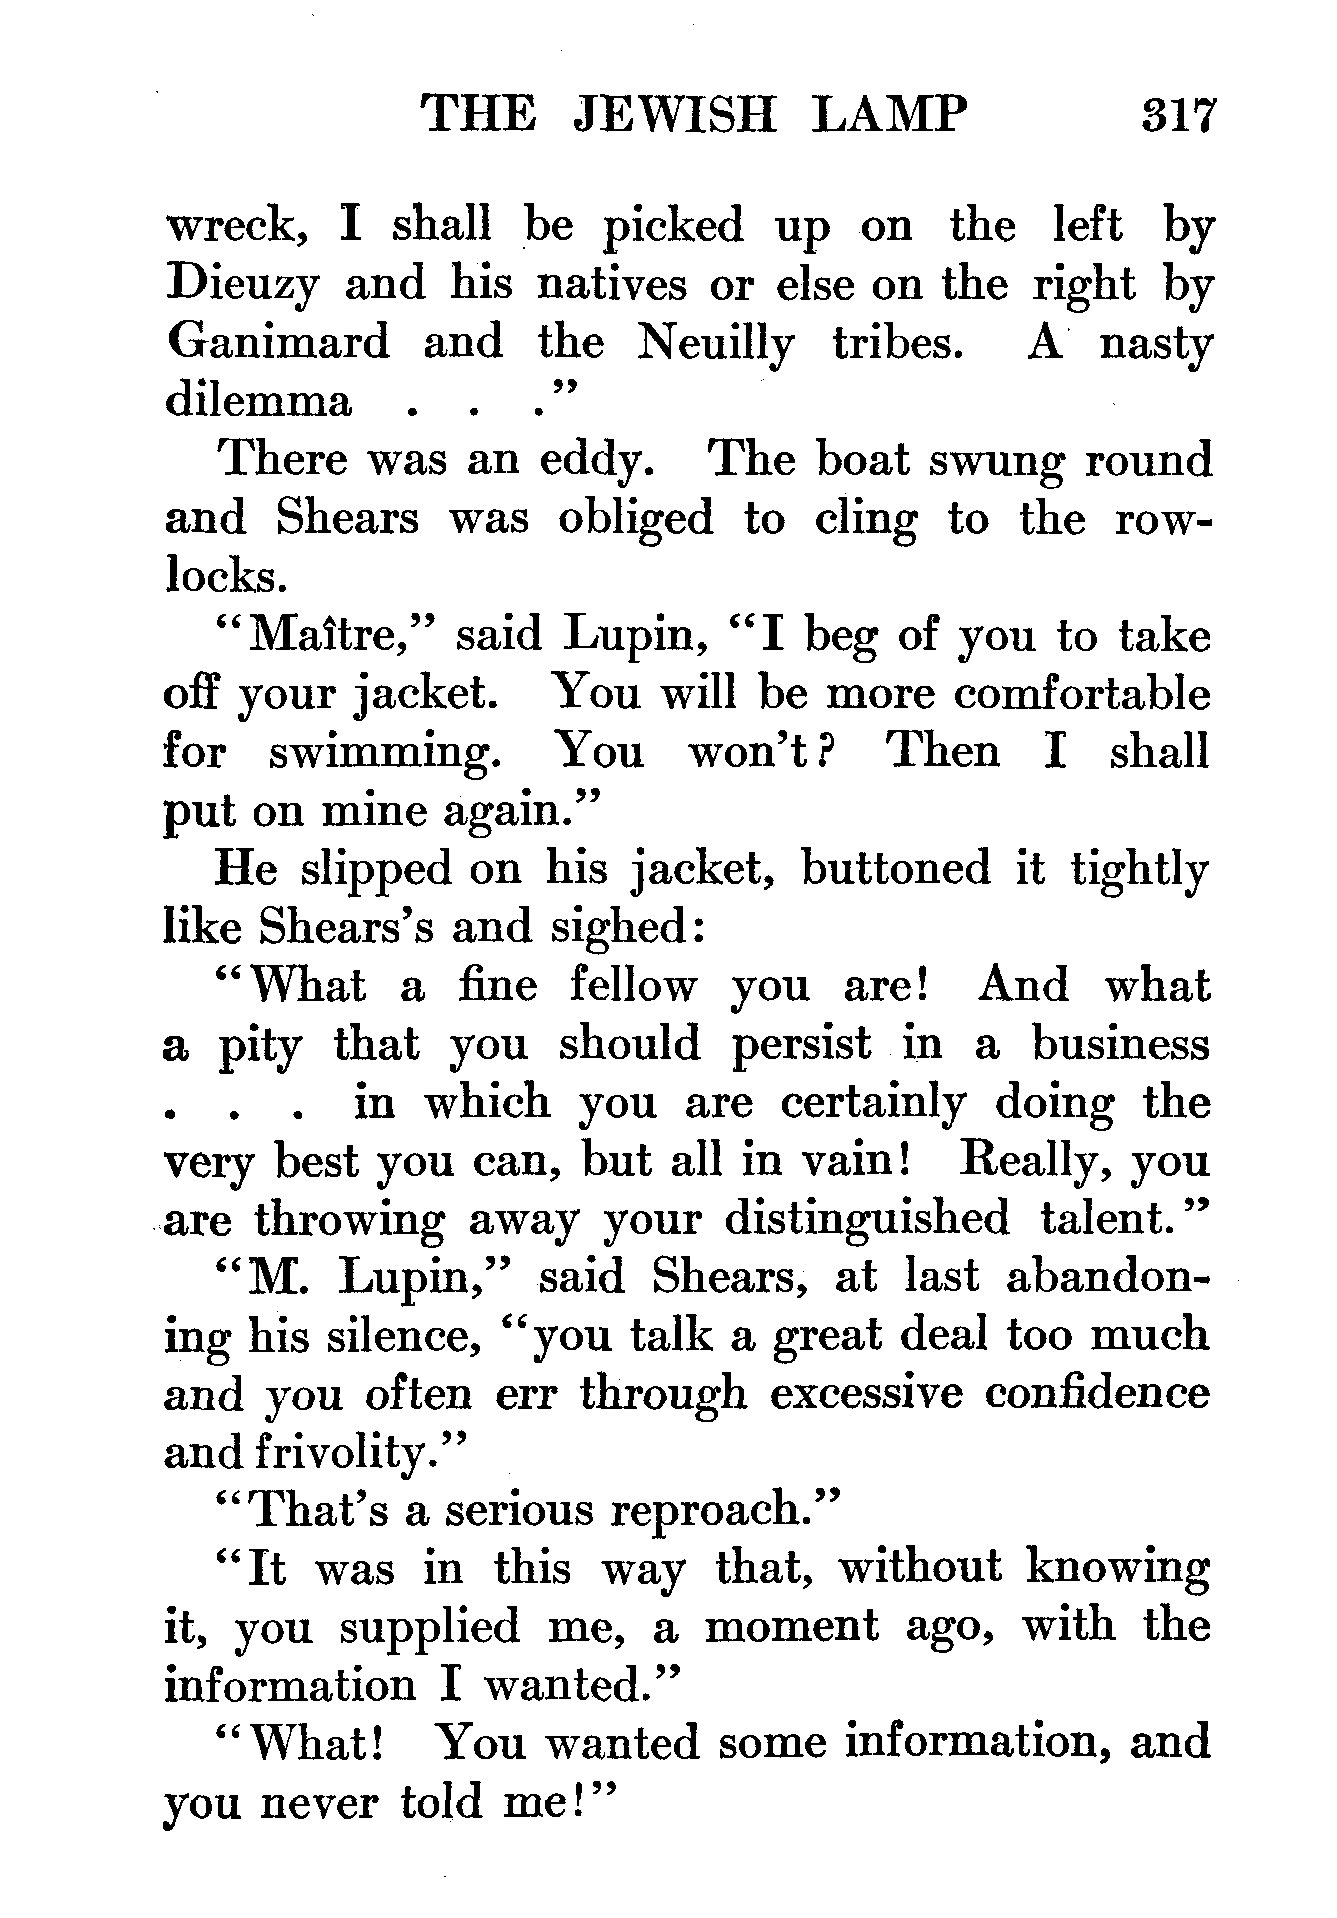 THE JEWISH LAMP 317
wreck, I shall be picked up on the left by
Dieuzy and his natives or else on the right by
Ganimard and the Neuilly tribes. A nasty
dilemma . . ."
There was an eddy. The boat swung round
and Shears was obliged to cling to the row-
locks.
"Maître," said Lupin, "I beg of you to take
off your jacket. You will be more comfortable
for swimming. You won't? Then I shall
put on mine again."
He slipped on his jacket, buttoned it tightly
like Shears's and sighed:
"What a fine fellow you are! And what
a pity that you should persist in a business
. . . in which you are certainly doing the
very best you can, but all in vain! Really, you
are throwing away your distinguished talent."
"M. Lupin," said Shears, at last abandon-
ing his silence, "you talk a great deal too much
and you often err through excessive confidence
and frivolity."
"That's a serious reproach."
"It was in this way that, without knowing
it, you supplied me, a moment ago, with the
information I wanted."
"What! You wanted some information, and
you never told me!"